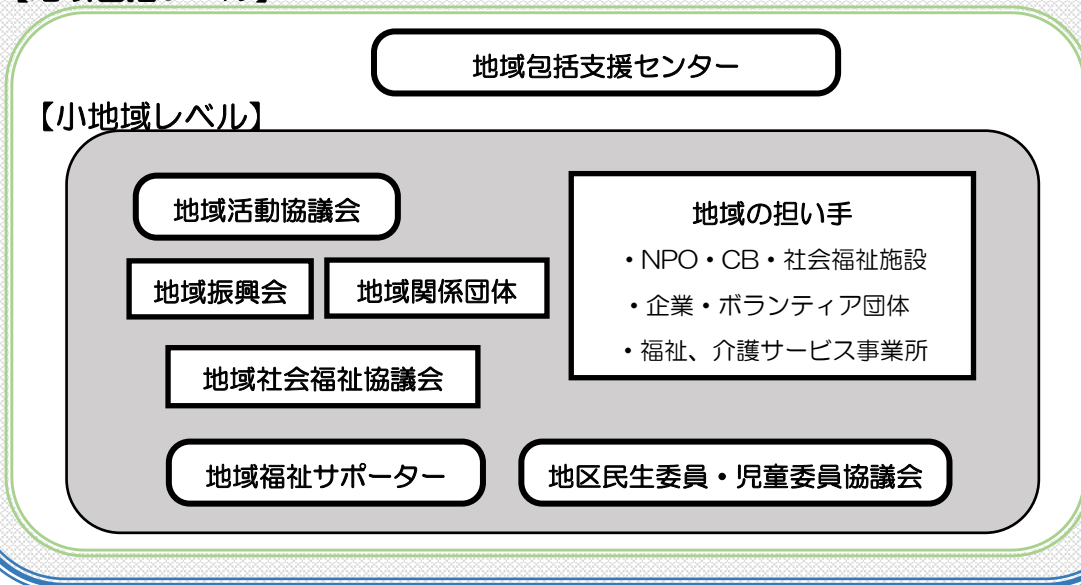 地域包括支援センター
【小地域レベル】
地域活動協議会
地域振興会
地域関係団体
地域社会福祉協議会
地域の担い手
・NPO・CB・社会福祉施設
・企業・ボランティア団体
・福祉、介護サービス事業所
地域福祉サポーター
地区民生委員・児童委員協議会